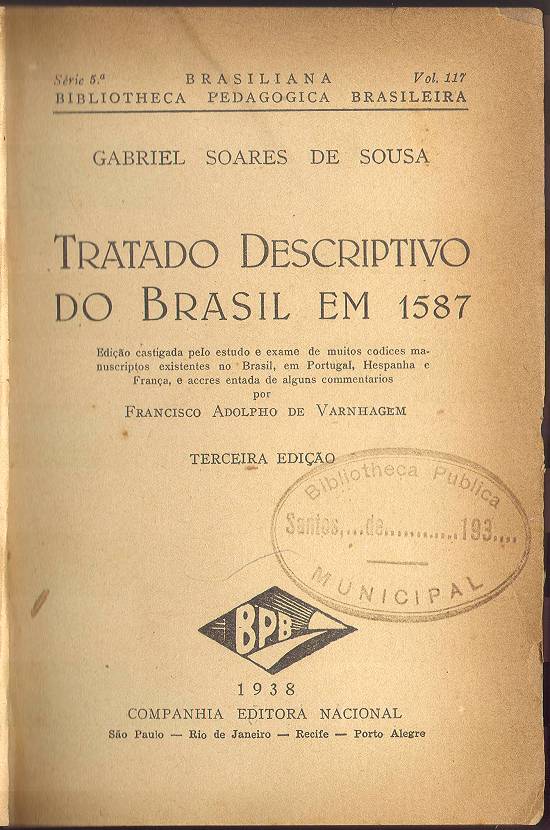 Série 5.ª BRASILIANA Vol. 117
BIBLIOTHECA PEDAGOGICA BRASILEIRA
GABRIEL SOARES DE SOUSA
TRATADO DESCRIPTIVO
DO BRASIL EM 1587
Edição castigada pelo estudo e exame de muitos codices ma-
nuscriptos existentes no Brasil, em Portugal, Hespanha e
França, e accres entada de alguns commentarios
por
FRANCISCO ADOLPHO DE VARNHAGEM
TERCEIRA EDIÇÃO
Bibliotheca Publica
Santos,...de...........193....
MUNICIPAL
BPB
1938
COMPANHIA EDITORA NACIONAL
São Paulo — Rio de Janeiro — Recife — Porto Alegre